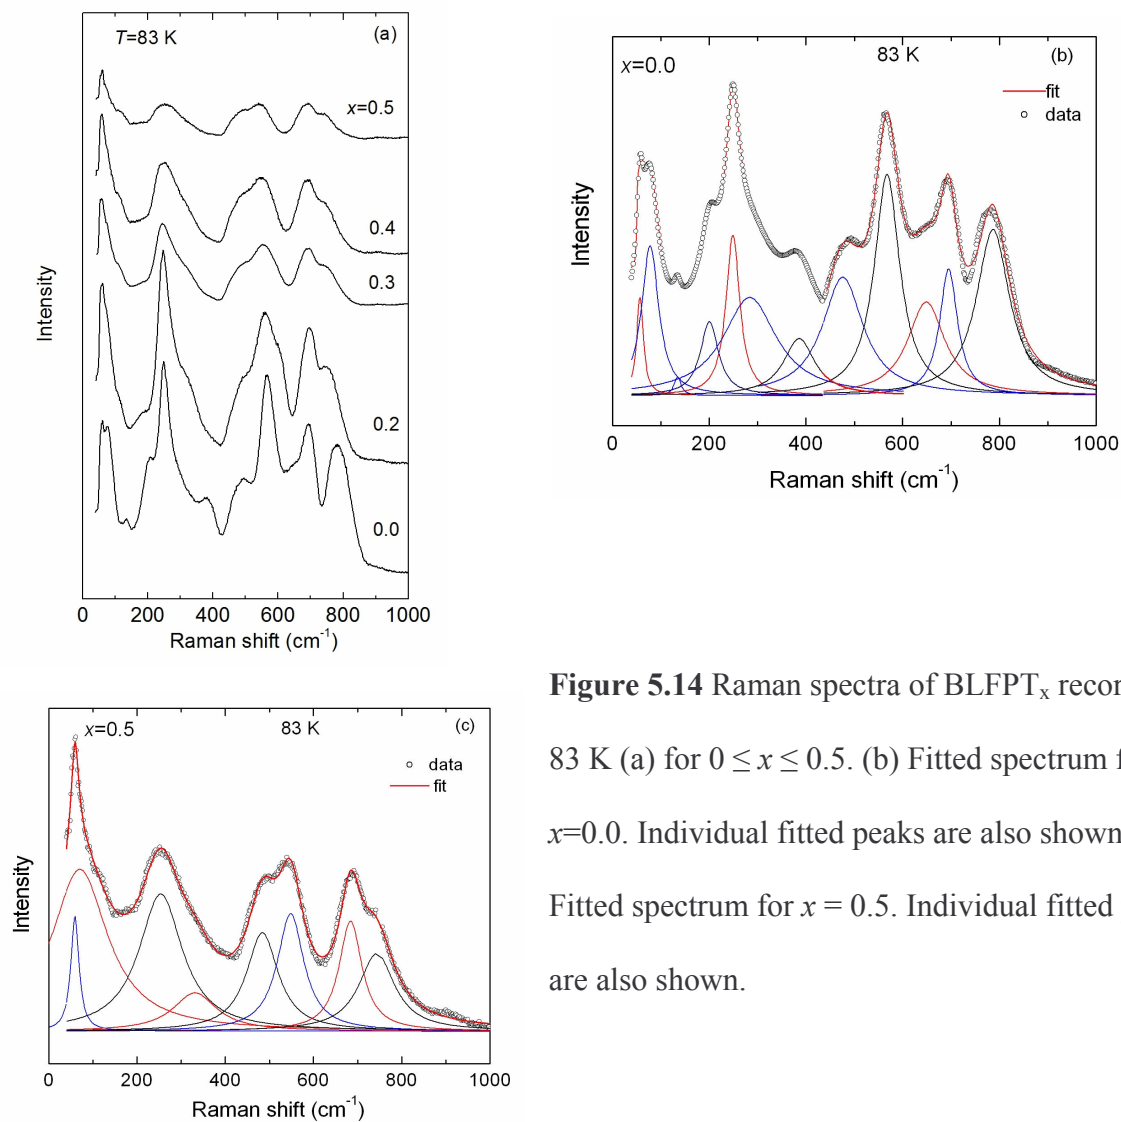 T=83 K
(a)
x=0.5
0.4
0.3
0.2
0.0
Intensity
0 200 400 600 800 1000
Raman shift (cm⁻¹)
x=0.0
83 K
(b)
fit
data
Intensity
0 200 400 600 800 1000
Raman shift (cm⁻¹)
x=0.5
83 K
(c)
data
fit
Intensity
0 200 400 600 800 1000
Raman shift (cm⁻¹)
Figure 5.14 Raman spectra of BLFPTₓ recor
83 K (a) for 0 ≤ x ≤ 0.5. (b) Fitted spectrum f
x=0.0. Individual fitted peaks are also shown
Fitted spectrum for x = 0.5. Individual fitted
are also shown.